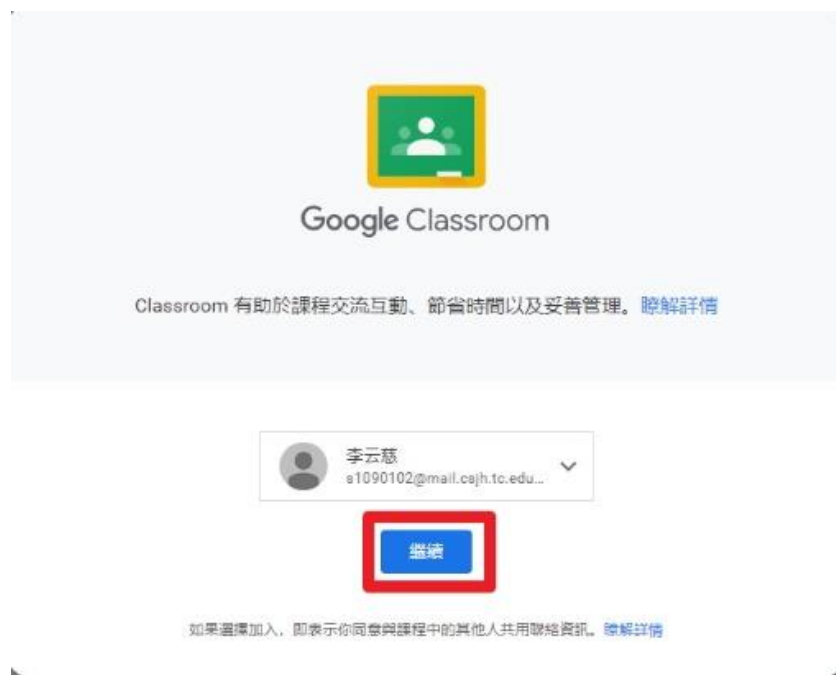 Google Classroom
Classroom 有助於課程交流互動、節省時間以及妥善管理。瞭解詳情
李云慈
s1090102@mail.csjh.tc.edu...
繼續
如果選擇加入，即表示你同意與課程中的其他人共用聯絡資訊。瞭解詳情